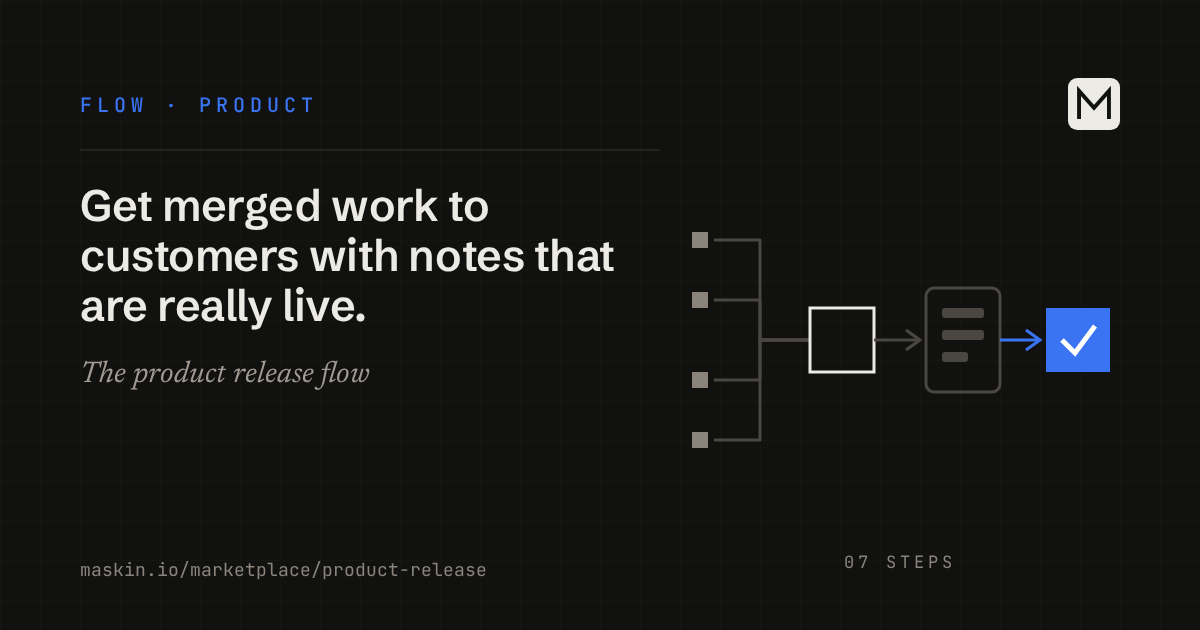 FLOW · PRODUCT
M
Get merged work to
customers with notes that
are really live.
The product release flow
maskin.io/marketplace/product-release
07 STEPS